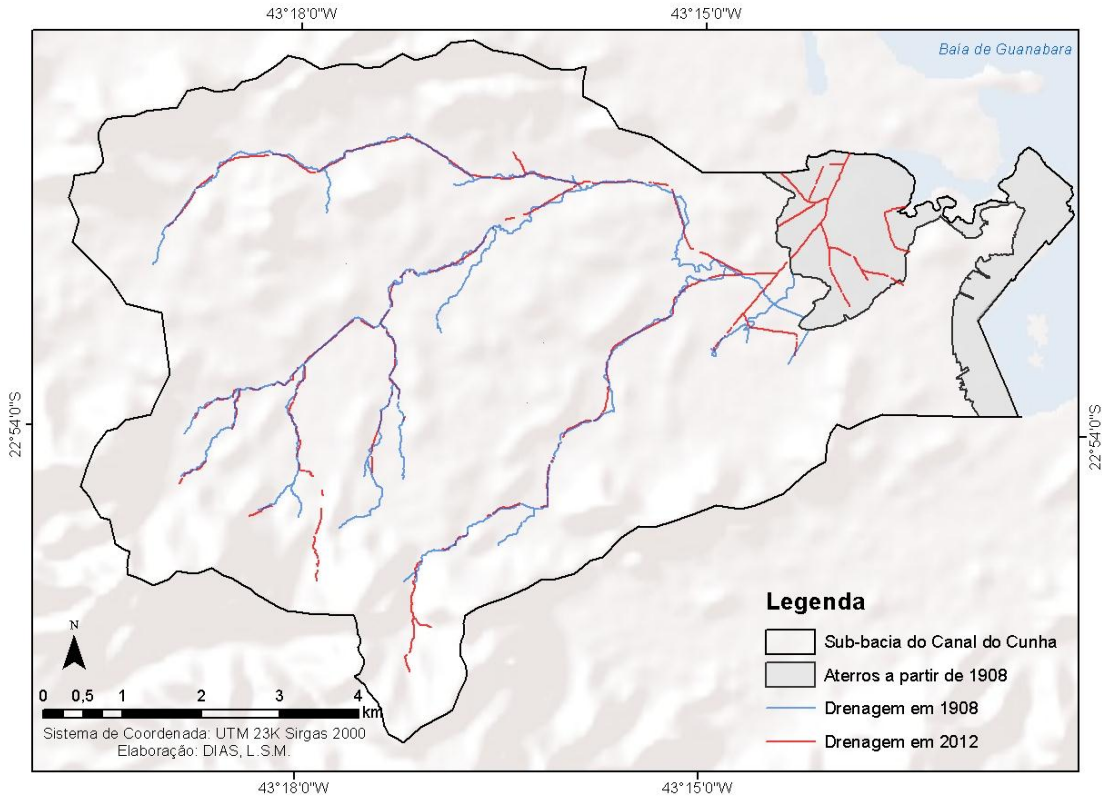 43°18'0"W
43°15'0"W
Baia de Guanabara
22°54'0"S
22°54'0"S
Legenda
Sub-bacia do Canal do Cunha
Aterros a partir de 1908
Drenagem em 1908
Drenagem em 2012
N
0 0,5 1 2 3 4
km
Sistema de Coordenada: UTM 23K Sirgas 2000
Elaboração: DIAS, L.S.M.
43°18'0"W
43°15'0"W